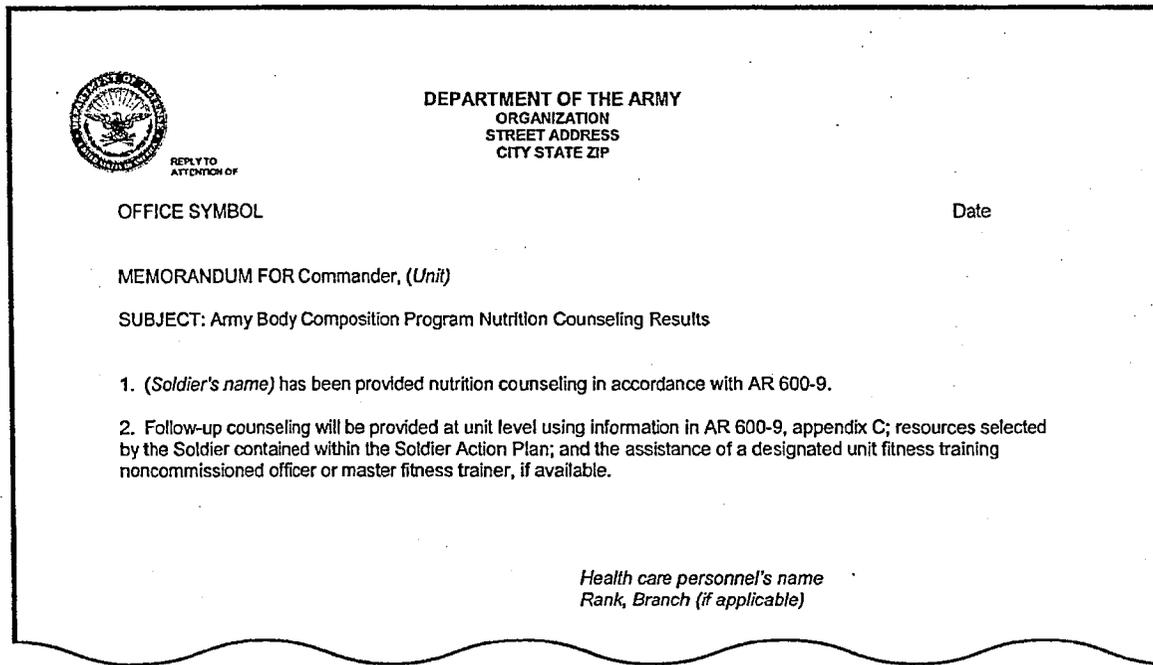 DEPARTMENT OF THE ARMY
ORGANIZATION
STREET ADDRESS
CITY STATE ZIP
REPLY TO
ATTENTION OF
OFFICE SYMBOL Date
MEMORANDUM FOR Commander, (Unit)
SUBJECT: Army Body Composition Program Nutrition Counseling Results
1. (Soldier's name) has been provided nutrition counseling in accordance with AR 600-9.
2. Follow-up counseling will be provided at unit level using information in AR 600-9, appendix C; resources selected
by the Soldier contained within the Soldier Action Plan; and the assistance of a designated unit fitness training
noncommissioned officer or master fitness trainer, if available.
Health care personnel's name
Rank, Branch (if applicable)